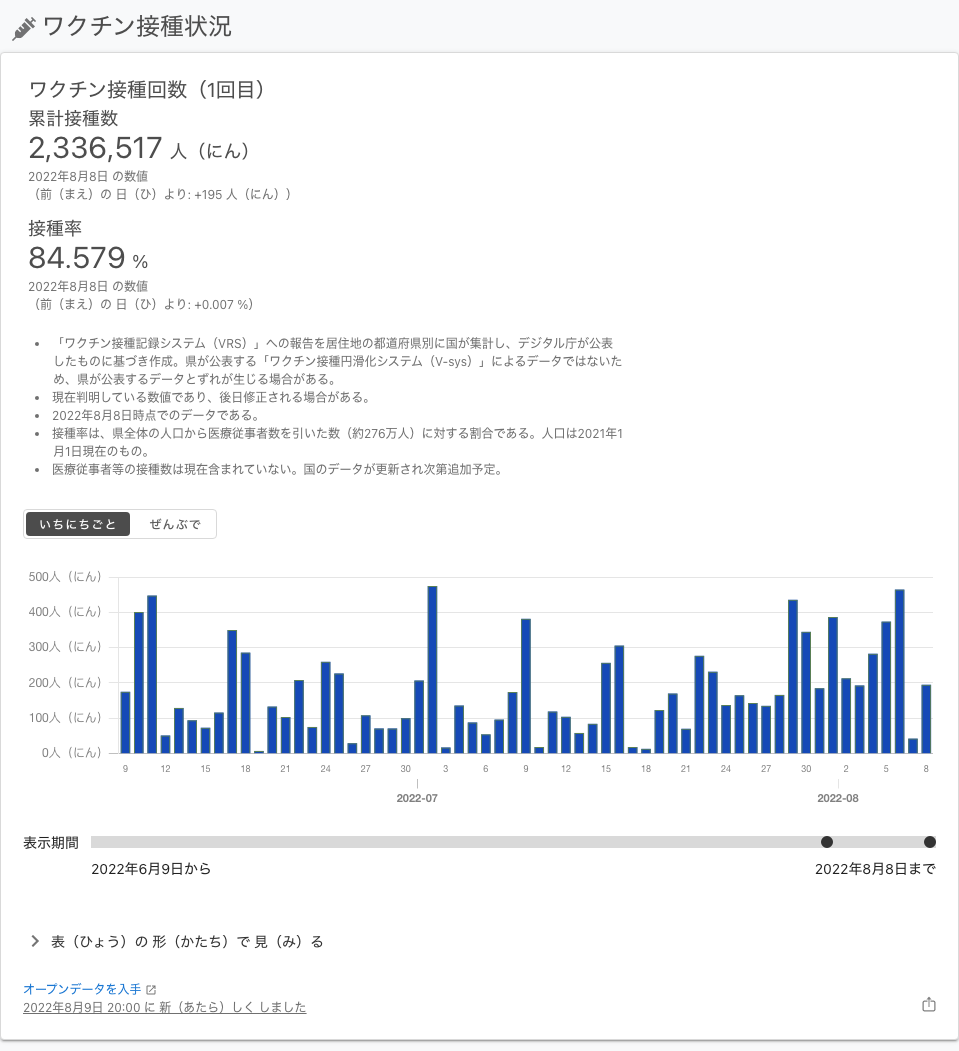 ワクチン接種状況
ワクチン接種回数（1回目）
累計接種数
2,336,517 人（にん）
2022年8月8日 の数値
（前（まえ）の 日（ひ）より: +195 人（にん））
接種率
84.579 %
2022年8月8日 の数値
（前（まえ）の 日（ひ）より: +0.007 %）
• 「ワクチン接種記録システム（VRS）」への報告を居住地の都道府県別に国が集計し、デジタル庁が公表
したものに基づき作成。県が公表する「ワクチン接種円滑化システム（V-sys）」によるデータではないた
め、県が公表するデータとずれが生じる場合がある。
• 現在判明している数値であり、後日修正される場合がある。
• 2022年8月8日時点でのデータである。
• 接種率は、県全体の人口から医療従事者数を引いた数（約276万人）に対する割合である。人口は2021年1
月1日現在のもの。
• 医療従事者等の接種数は現在含まれていない。国のデータが更新され次第追加予定。
いちにちごと ぜんぶで
500人（にん）
400人（にん）
300人（にん）
200人（にん）
100人（にん）
0人（にん）
9 12 15 18 21 24 27 30 3 6 9 12 15 18 21 24 27 30 2 5 8
2022-07 2022-08
表示期間
2022年6月9日から 2022年8月8日まで
表（ひょう）の 形（かたち）で 見（み）る
オープンデータを入手
2022年8月9日 20:00 に 新（あたら）しく しました